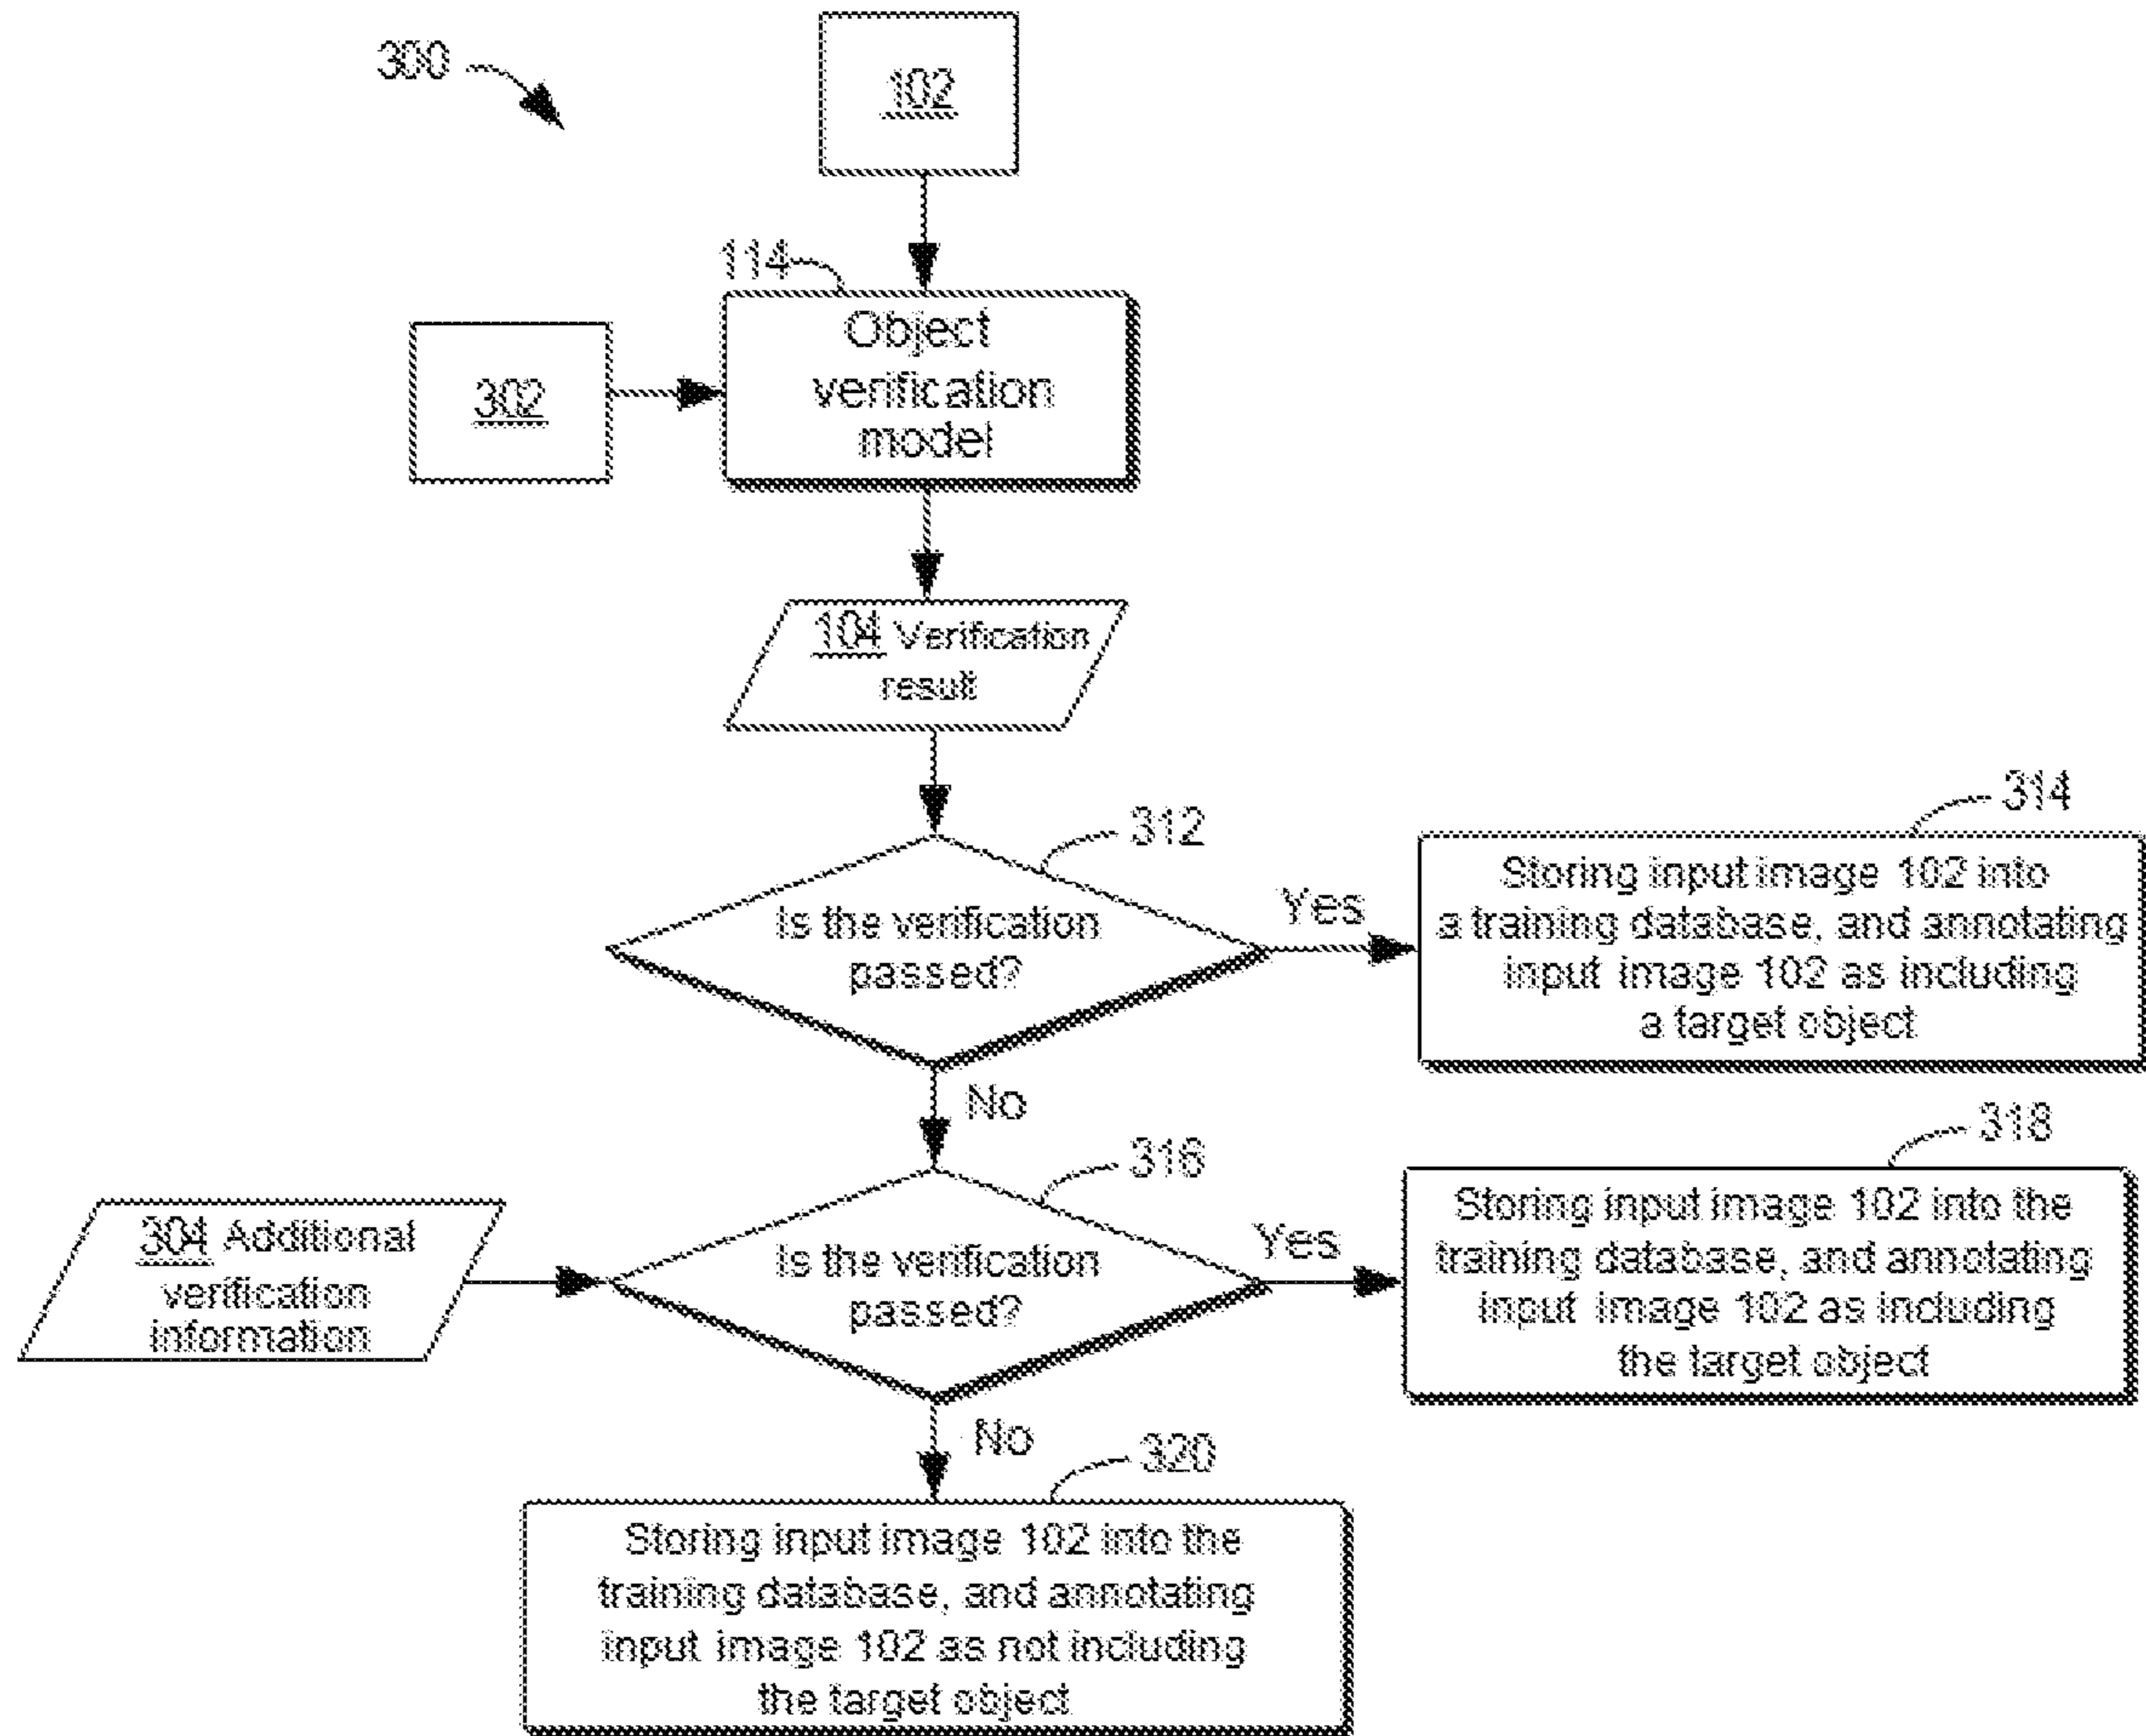 300
102
114
Object
verification
model
302
104 Verification
result
312
Is the verification
passed?
Yes
314
Storing input image 102 into
a training database, and annotating
input image 102 as including
a target object
No
316
304 Additional
verification
information
Is the verification
passed?
Yes
318
Storing input image 102 into the
training database, and annotating
input image 102 as including
the target object
No
320
Storing input image 102 into the
training database, and annotating
input image 102 as not including
the target object